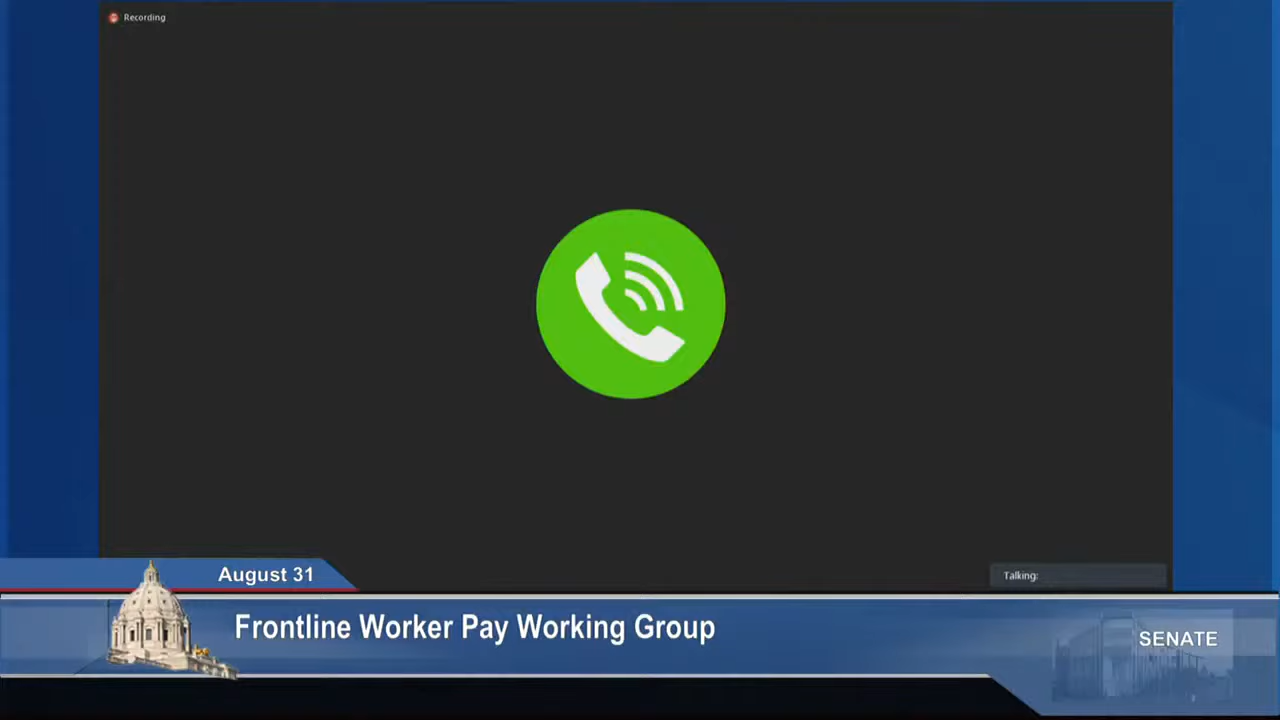 Recording
Talking:
August 31
Frontline Worker Pay Working Group
SENATE